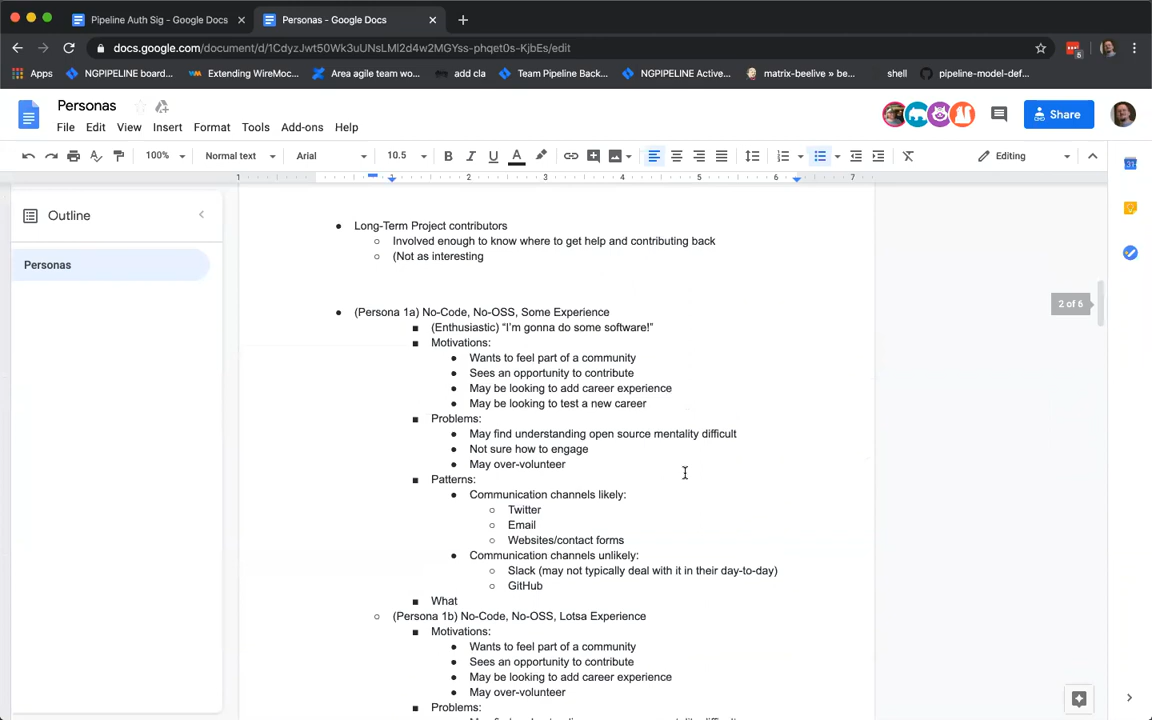 Pipeline Auth Sig - Google Docs
Personas - Google Docs
docs.google.com/document/d/1CdyzJwt50Wk3uUNsLMl2d4w2MGYss-phqet0s-KjbEs/edit
Apps
NGPIPELINE board...
Extending WireMoc...
Area agile team wo...
add cla
Team Pipeline Back...
NGPIPELINE Active...
matrix-beelive » be...
shell
pipeline-model-def...
Personas
File Edit View Insert Format Tools Add-ons Help
Share
100% Normal text Arial 10.5 B I U A Editing
1 1 2 3 4 5 6 7
Outline
Personas
2 of 6
● Long-Term Project contributors
○ Involved enough to know where to get help and contributing back
○ (Not as interesting
● (Persona 1a) No-Code, No-OSS, Some Experience
■ (Enthusiastic) “I’m gonna do some software!”
■ Motivations:
● Wants to feel part of a community
● Sees an opportunity to contribute
● May be looking to add career experience
● May be looking to test a new career
■ Problems:
● May find understanding open source mentality difficult
● Not sure how to engage
● May over-volunteer
■ Patterns:
● Communication channels likely:
○ Twitter
○ Email
○ Websites/contact forms
● Communication channels unlikely:
○ Slack (may not typically deal with it in their day-to-day)
○ GitHub
■ What
○ (Persona 1b) No-Code, No-OSS, Lotsa Experience
■ Motivations:
● Wants to feel part of a community
● Sees an opportunity to contribute
● May be looking to add career experience
● May over-volunteer
■ Problems: